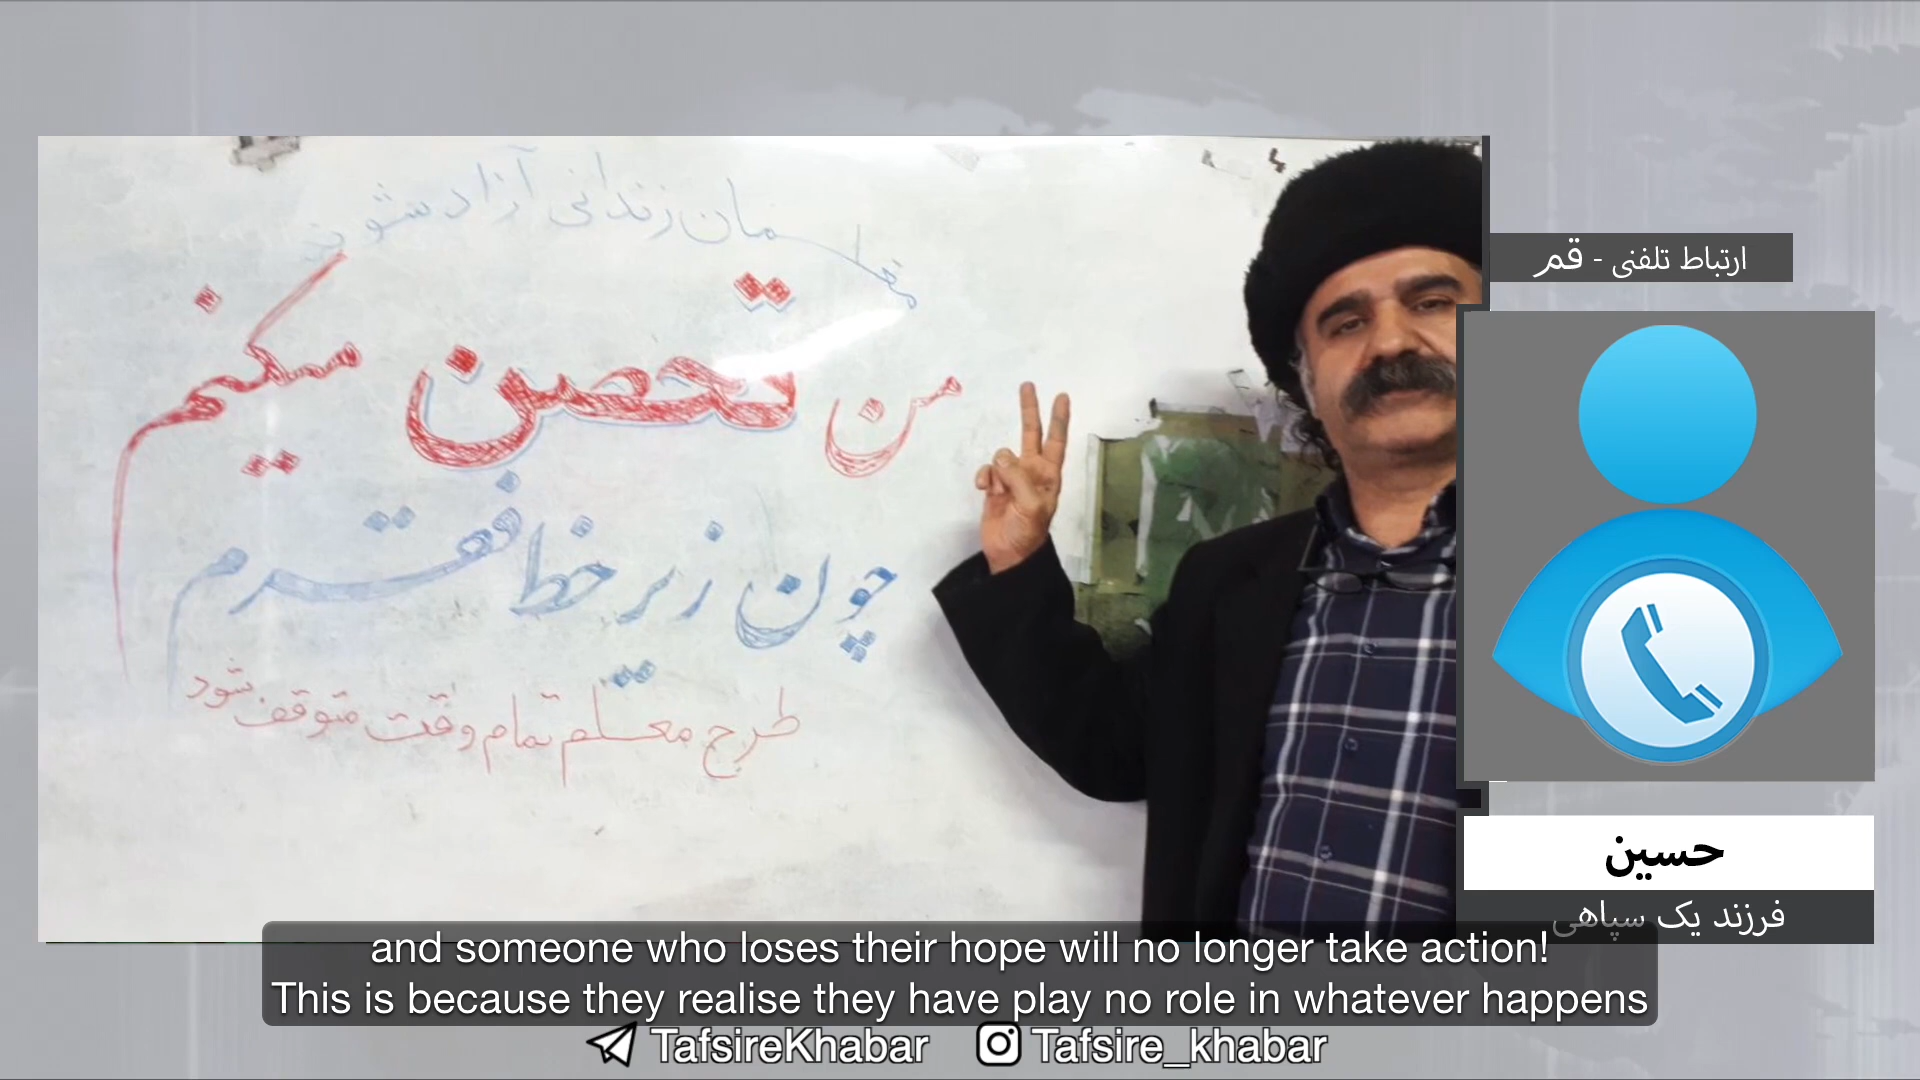 معلمان زندانی آزاد شوند
من تحصن میکنم
چون زیر خط فقرم
طرح معلم تمام وقت متوقف شود
ارتباط تلفنی - قم
حسین
فرزند یک سپاهی
and someone who loses their hope will no longer take action!
This is because they realise they have play no role in whatever happens
TafsireKhabar
Tafsire_khabar